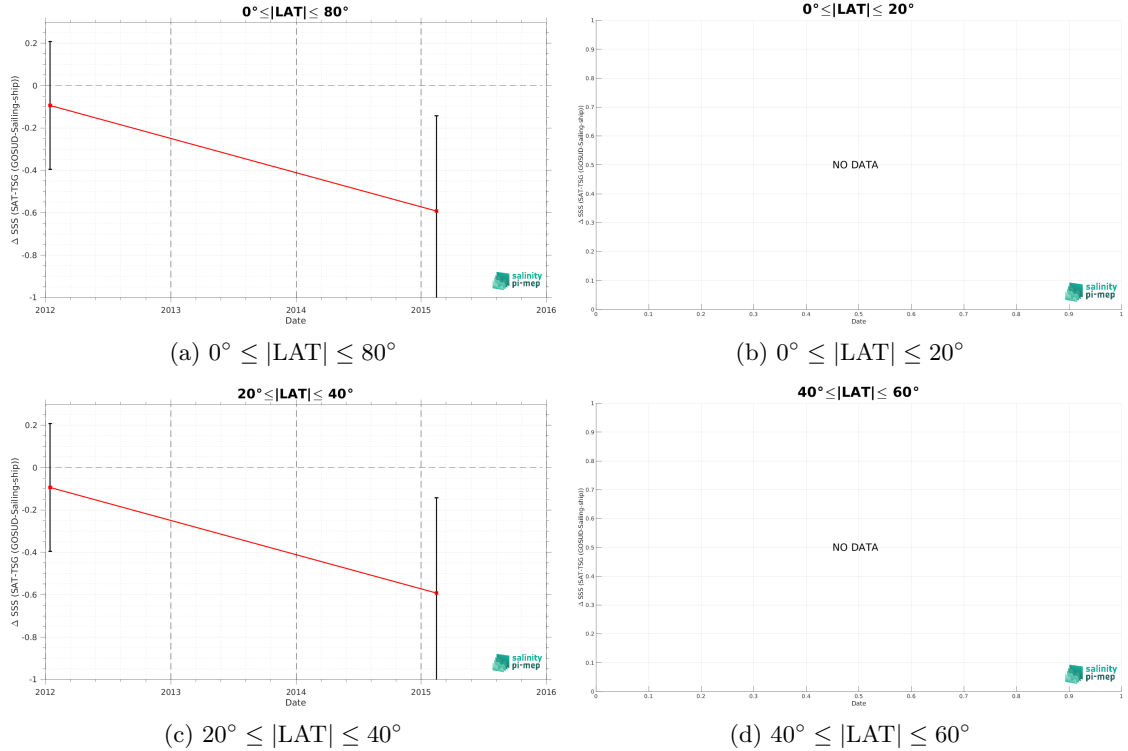 0°≤|LAT|≤ 80°
Δ SSS (SAT-TSG (GOSUD-Sailing-ship))
0.2
0
-0.2
-0.4
-0.6
-0.8
-1
2012
2013
2014
2015
2016
Date
salinity
pi-mep
(a) 0° ≤ |LAT| ≤ 80°
0°≤|LAT|≤ 20°
Δ SSS (SAT-TSG (GOSUD-Sailing-ship))
1
0.9
0.8
0.7
0.6
0.5
0.4
0.3
0.2
0.1
0
NO DATA
0
0.1
0.2
0.3
0.4
0.5
0.6
0.7
0.8
0.9
1
Date
salinity
pi-mep
(b) 0° ≤ |LAT| ≤ 20°
20°≤|LAT|≤ 40°
Δ SSS (SAT-TSG (GOSUD-Sailing-ship))
0.2
0
-0.2
-0.4
-0.6
-0.8
-1
2012
2013
2014
2015
2016
Date
salinity
pi-mep
(c) 20° ≤ |LAT| ≤ 40°
40°≤|LAT|≤ 60°
Δ SSS (SAT-TSG (GOSUD-Sailing-ship))
1
0.9
0.8
0.7
0.6
0.5
0.4
0.3
0.2
0.1
0
NO DATA
0
0.1
0.2
0.3
0.4
0.5
0.6
0.7
0.8
0.9
1
Date
salinity
pi-mep
(d) 40° ≤ |LAT| ≤ 60°